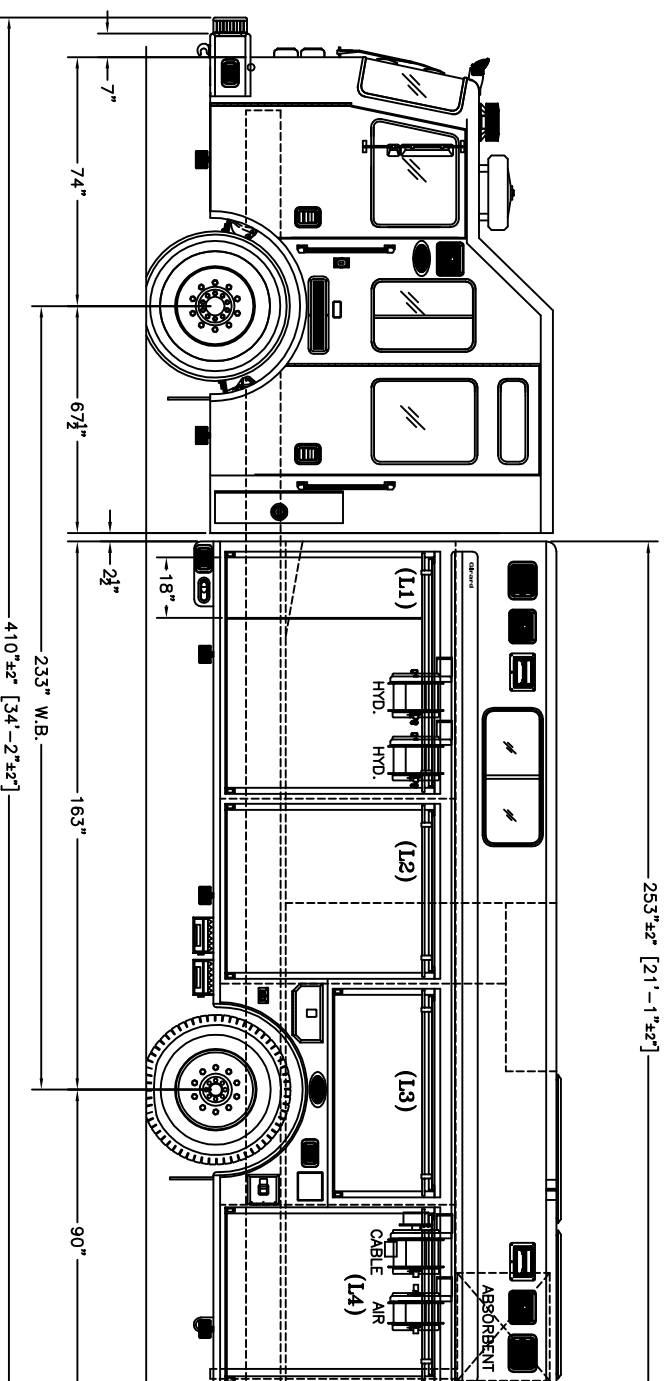 253"±2" [21'-1"±2"]
Girard
(L1)
(L2)
(L3)
(L4)
HYD.
HYD.
CABLE
AIR
ABSORBENT
7"
74"
67½"
2½"
18"
163"
90"
233" W.B.
410"±2" [34'-2"±2"]